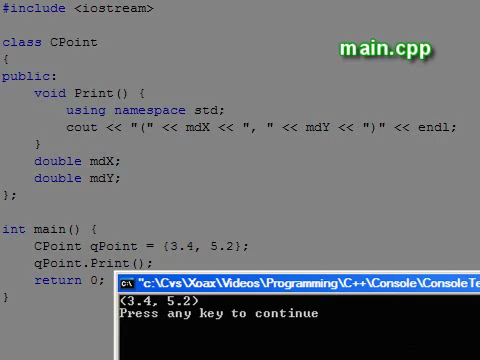 #include <iostream>
main.cpp
class CPoint
{
public:
void Print() {
using namespace std;
cout << "(" << mdX << ", " << mdY << ")" << endl;
}
double mdX;
double mdY;
};
int main() {
CPoint qPoint = {3.4, 5.2};
qPoint.Print();
return 0;
}
"c:\Cvs\Xoax\Videos\Programming\C++\Console\ConsoleTe
(3.4, 5.2)
Press any key to continue